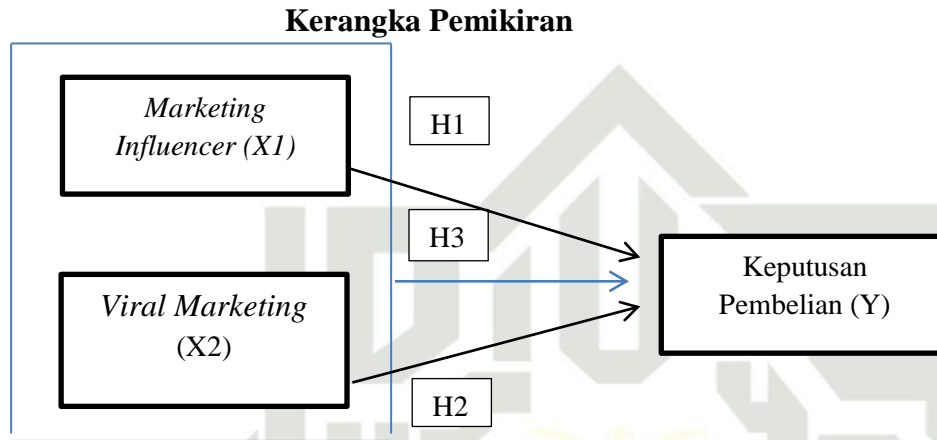 Kerangka Pemikiran
Marketing
Influencer (X1)
H1
H3
Viral Marketing
(X2)
Keputusan
Pembelian (Y)
H2